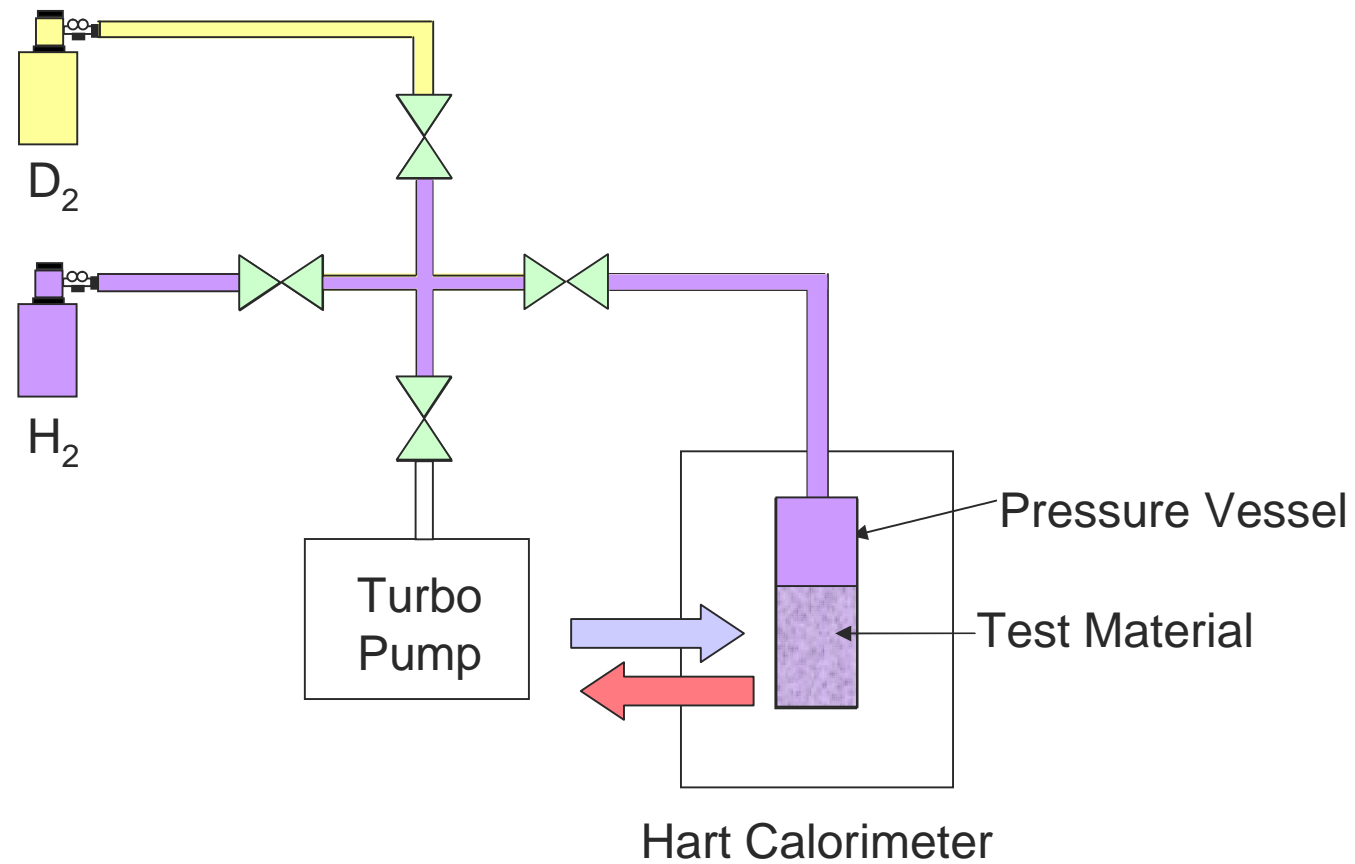 D₂
H₂
Pressure Vessel
Turbo
Pump
Test Material
Hart Calorimeter